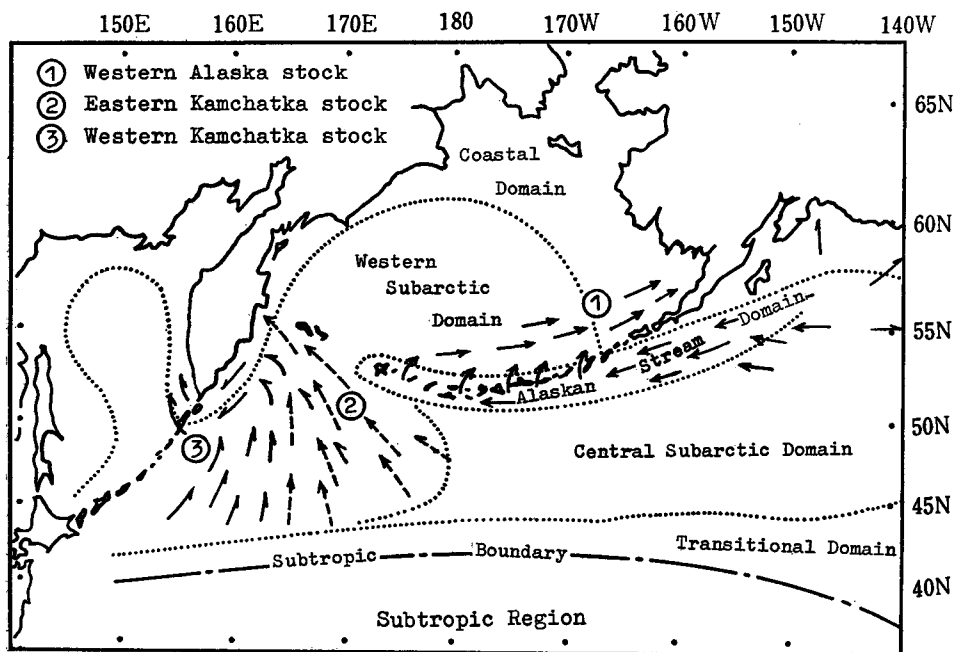 150E 160E 170E 180 170W 160W 150W 140W
① Western Alaska stock
② Eastern Kamchatka stock
③ Western Kamchatka stock
65N
Coastal
Domain
60N
Western
Subarctic
Domain
①
Domain
55N
Stream
Alaskan
②
50N
③
Central Subarctic Domain
45N
Transitional Domain
Subtropic Boundary
40N
Subtropic Region